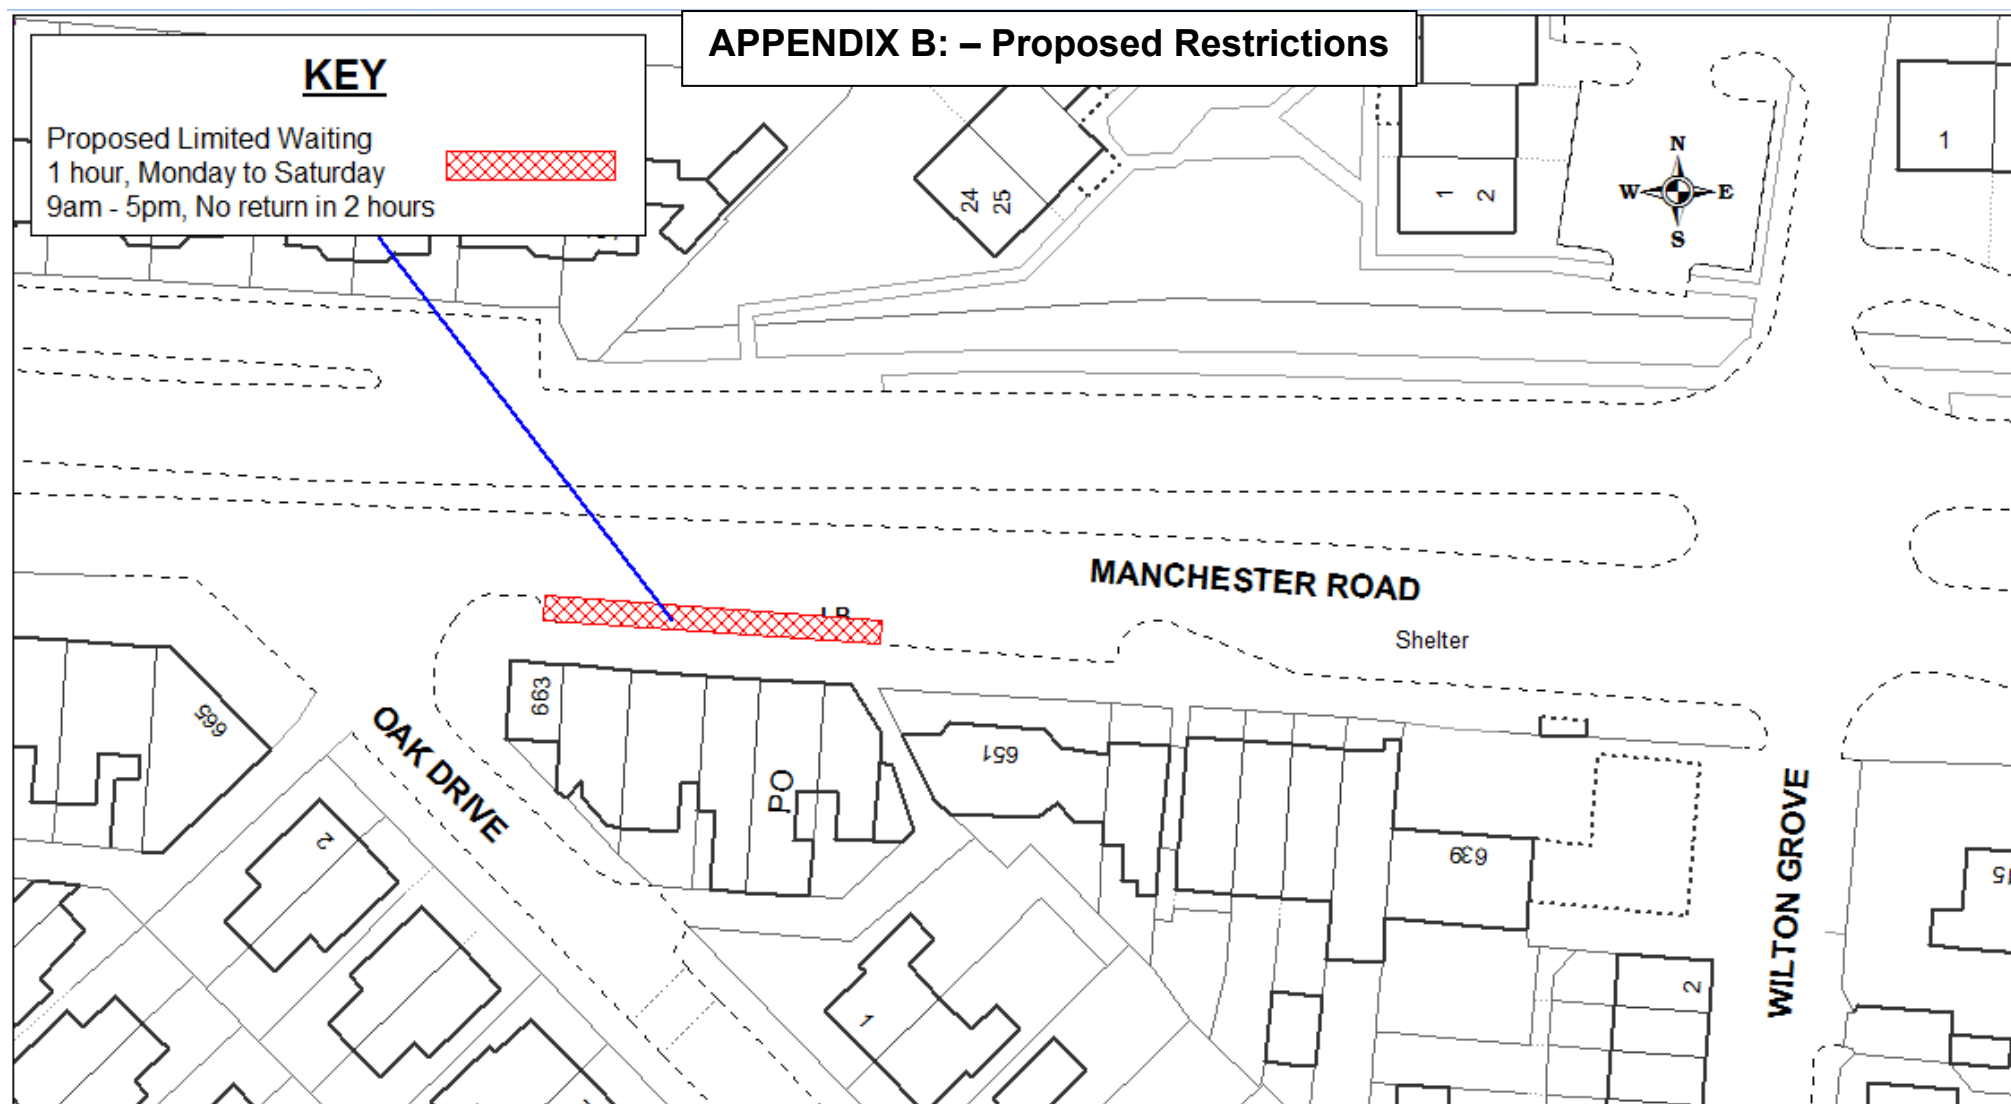 APPENDIX B: – Proposed Restrictions
KEY
Proposed Limited Waiting
1 hour, Monday to Saturday
9am - 5pm, No return in 2 hours
24
25
1
2
1
N
W E
S
MANCHESTER ROAD
LB
Shelter
663
665
OAK DRIVE
PO
651
639
WILTON GROVE
2
1
2
15